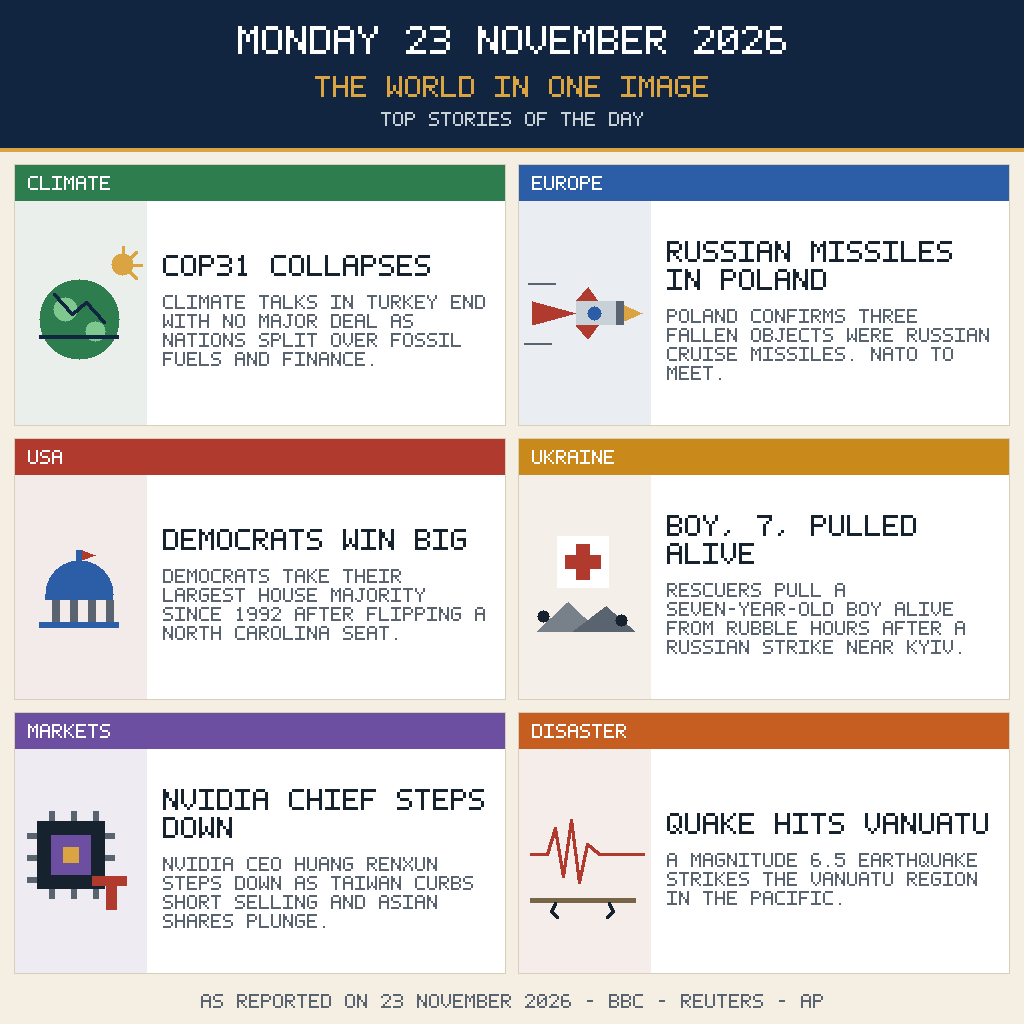 MONDAY 23 NOVEMBER 2026
THE WORLD IN ONE IMAGE
TOP STORIES OF THE DAY
CLIMATE
COP31 COLLAPSES
CLIMATE TALKS IN TURKEY END
WITH NO MAJOR DEAL AS
NATIONS SPLIT OVER FOSSIL
FUELS AND FINANCE.
EUROPE
RUSSIAN MISSILES
IN POLAND
POLAND CONFIRMS THREE
FALLEN OBJECTS WERE RUSSIAN
CRUISE MISSILES. NATO TO
MEET.
USA
DEMOCRATS WIN BIG
DEMOCRATS TAKE THEIR
LARGEST HOUSE MAJORITY
SINCE 1992 AFTER FLIPPING A
NORTH CAROLINA SEAT.
UKRAINE
BOY, 7, PULLED
ALIVE
RESCUERS PULL A
SEVEN-YEAR-OLD BOY ALIVE
FROM RUBBLE HOURS AFTER A
RUSSIAN STRIKE NEAR KYIV.
MARKETS
NVIDIA CHIEF STEPS
DOWN
NVIDIA CEO HUANG RENXUN
STEPS DOWN AS TAIWAN CURBS
SHORT SELLING AND ASIAN
SHARES PLUNGE.
DISASTER
QUAKE HITS VANUATU
A MAGNITUDE 6.5 EARTHQUAKE
STRIKES THE VANUATU REGION
IN THE PACIFIC.
AS REPORTED ON 23 NOVEMBER 2026 - BBC - REUTERS - AP